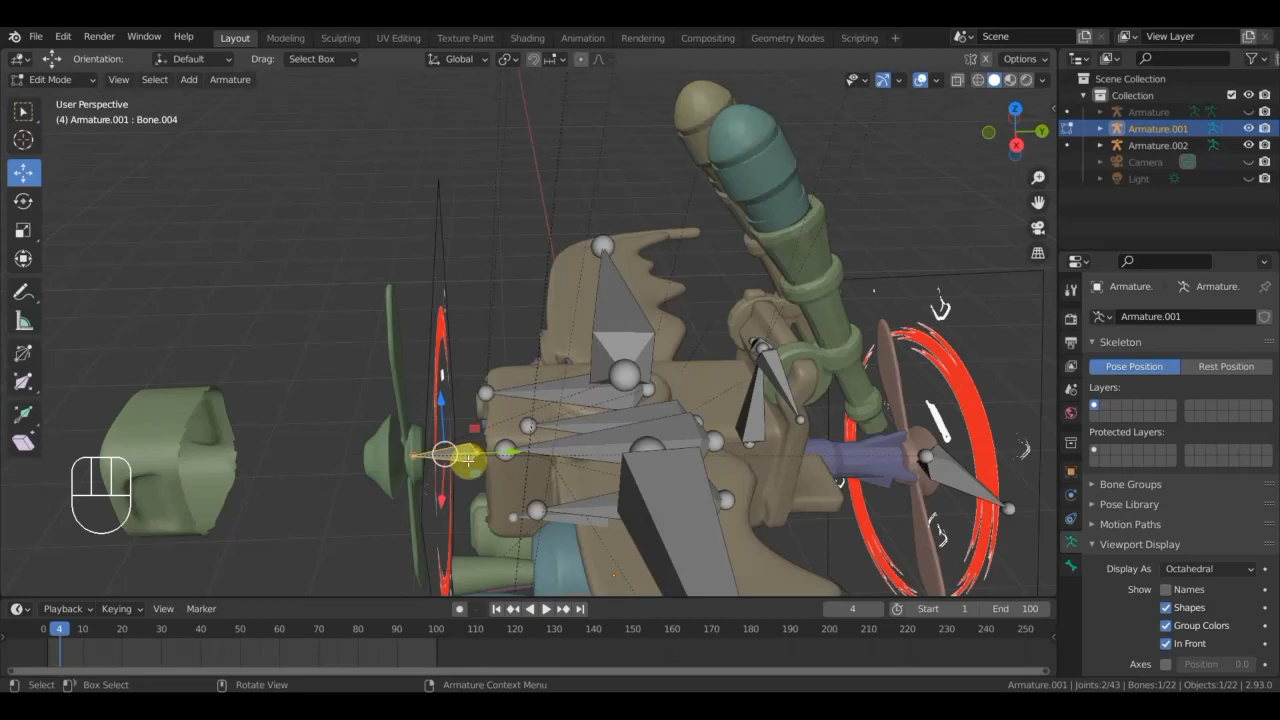 File Edit Render Window Help Layout Modeling Sculpting UV Editing Texture Paint Shading Animation Rendering Compositing Geometry Nodes Scripting + Scene View Layer
Orientation: Default Drag: Select Box Global Options
Edit Mode View Select Add Armature
User Perspective
(4) Armature.001 : Bone.004
Z
Y
X
Scene Collection
Collection
Armature
Armature.001
Armature.002
Camera
Light
Armature. Armature.
Armature.001
Skeleton
Pose Position Rest Position
Layers:
Protected Layers:
Bone Groups
Pose Library
Motion Paths
Viewport Display
Display As Octahedral
Show Names
Shapes
Group Colors
In Front
Axes Position 0.0
Playback Keying View Marker 4 Start 1 End 100
0 4 10 20 30 40 50 60 70 80 90 100 110 120 130 140 150 160 170 180 190 200 210 220 230 240 250
Select Box Select Rotate View Armature Context Menu Armature.001 | Joints:2/43 | Bones:1/22 | Objects:1/22 | 2.93.0